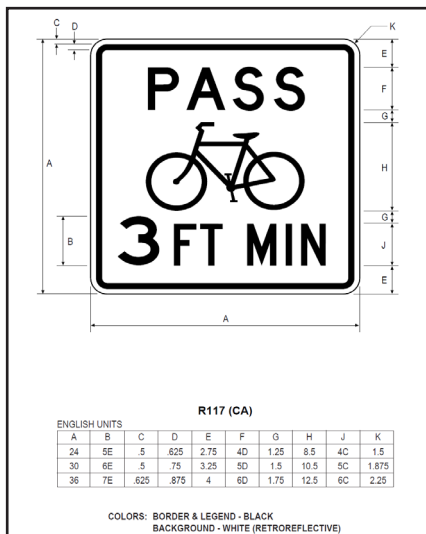 C
D
K
E
PASS
F
G
A
H
G
B
3 FT MIN
J
E
A
R117 (CA)
ENGLISH UNITS
A B C D E F G H J K
24 5E .5 .625 2.75 4D 1.25 8.5 4C 1.5
30 6E .5 .75 3.25 5D 1.5 10.5 5C 1.875
36 7E .625 .875 4 6D 1.75 12.5 6C 2.25
COLORS: BORDER & LEGEND - BLACK
BACKGROUND - WHITE (RETROREFLECTIVE)